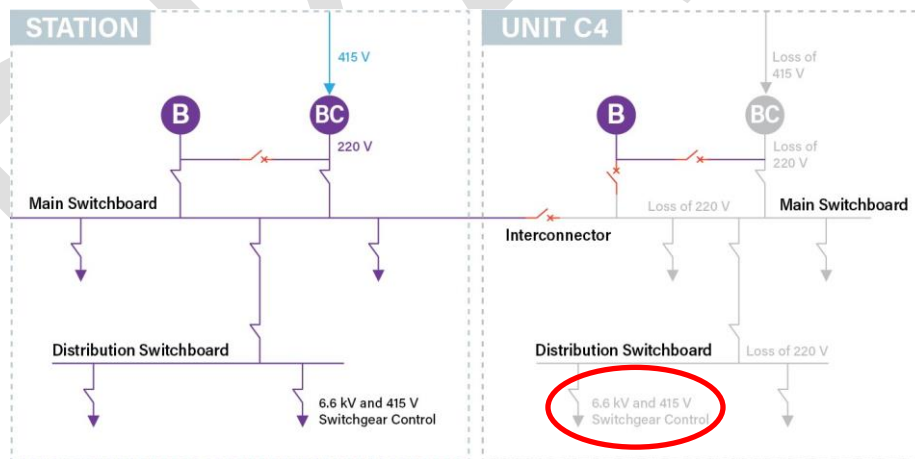 STATION
415 V
B
BC
220 V
Main Switchboard
Distribution Switchboard
6.6 kV and 415 V
Switchgear Control
UNIT C4
Loss of
415 V
B
BC
Loss of
220 V
Loss of 220 V
Main Switchboard
Interconnector
Distribution Switchboard
Loss of 220 V
6.6 kV and 415 V
Switchgear Control